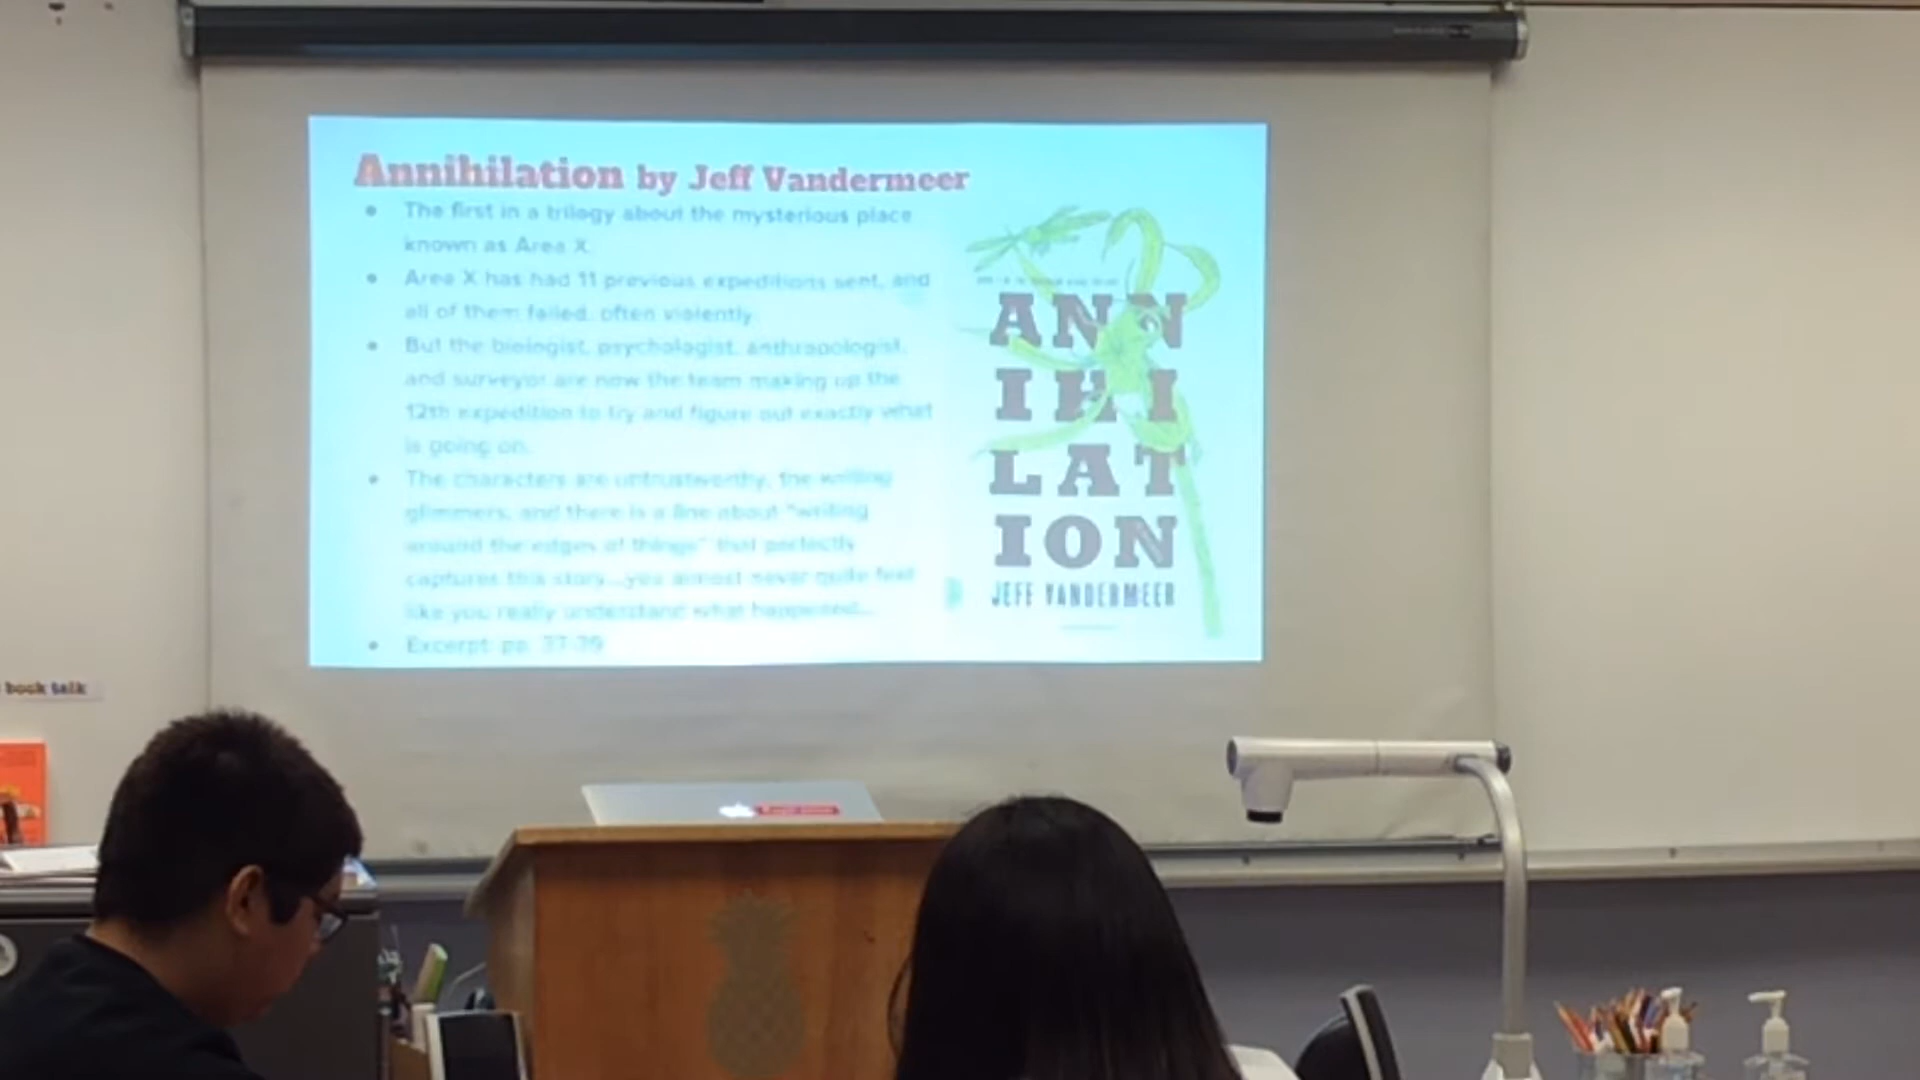 Annihilation by Jeff Vandermeer
• The first in a trilogy about the mysterious place
known as Area X.
• Area X has had 11 previous expeditions sent, and
all of them failed, often violently.
• But the biologist, psychologist, anthropologist,
and surveyor are now the team making up the
12th expedition to try and figure out exactly what
is going on.
• The characters are untrustworthy, the writing
glimmers, and there is a line about "writing
around the edges of things" that perfectly
captures this story...you almost never quite feel
like you really understand what happened...
• Excerpt: pp.
ANN
IHI
LAT
ION
JEFF VANDERMEER
book talk